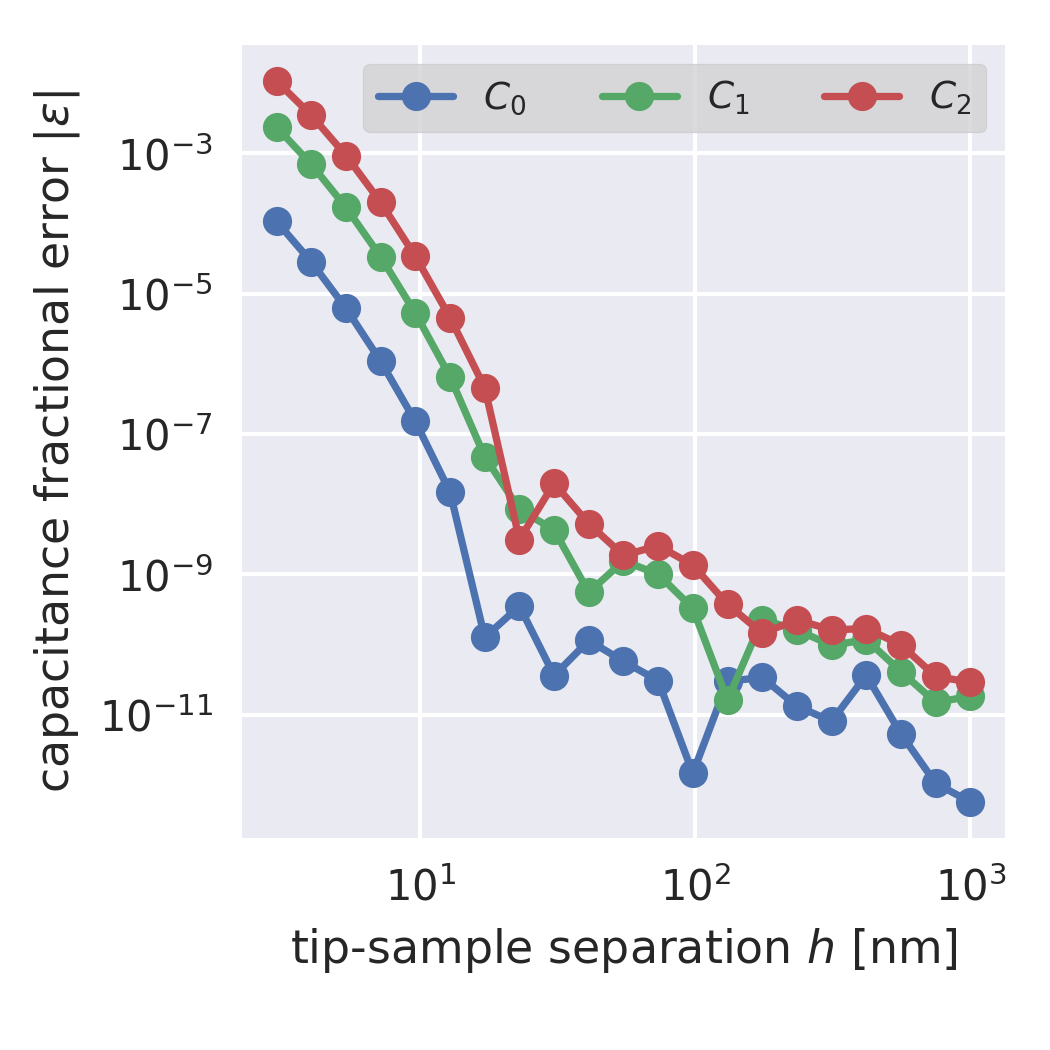 C₀ C₁ C₂
capacitance fractional error |ε|
10⁻³
10⁻⁵
10⁻⁷
10⁻⁹
10⁻¹¹
10¹ 10² 10³
tip-sample separation h [nm]